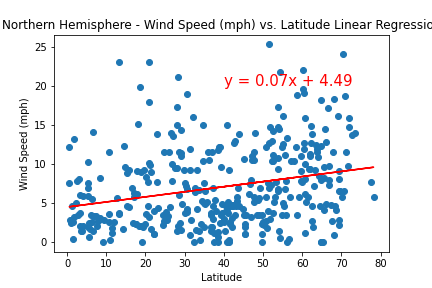 Northern Hemisphere - Wind Speed (mph) vs. Latitude Linear Regressio
y = 0.07x + 4.49
25
20
15
10
5
0
Wind Speed (mph)
0 10 20 30 40 50 60 70 80
Latitude